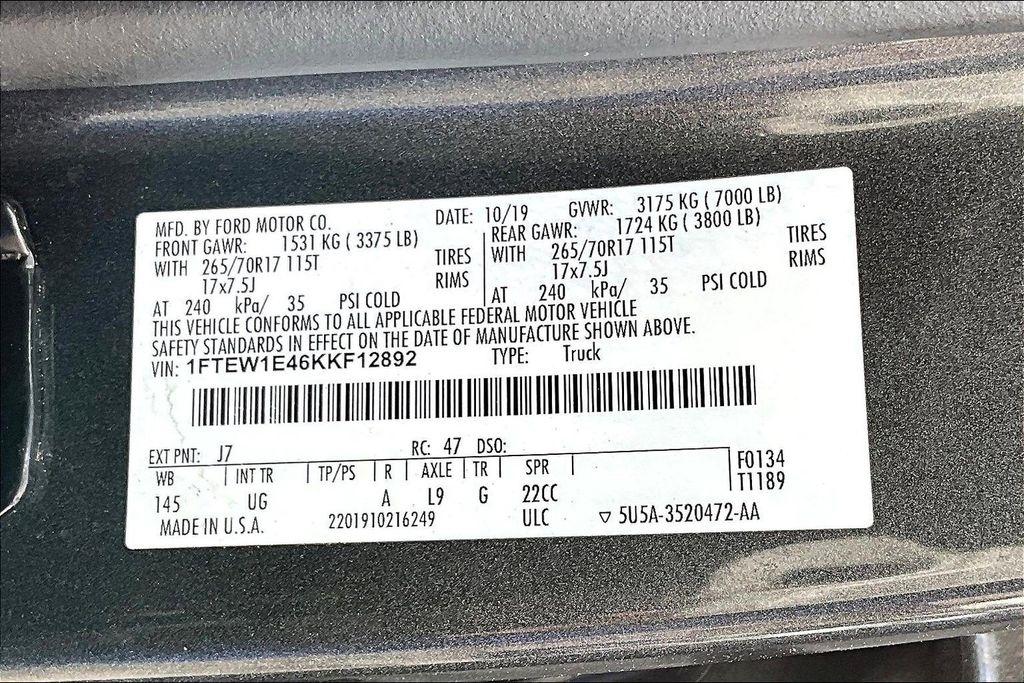 MFD. BY FORD MOTOR CO. DATE: 10/19 GVWR: 3175 KG ( 7000 LB)
FRONT GAWR: 1531 KG ( 3375 LB) REAR GAWR: 1724 KG ( 3800 LB)
WITH 265/70R17 115T TIRES WITH 265/70R17 115T TIRES
17x7.5J RIMS 17x7.5J RIMS
AT 240 kPa/ 35 PSI COLD AT 240 kPa/ 35 PSI COLD
THIS VEHICLE CONFORMS TO ALL APPLICABLE FEDERAL MOTOR VEHICLE
SAFETY STANDARDS IN EFFECT ON THE DATE OF MANUFACTURE SHOWN ABOVE.
VIN: 1FTEW1E46KKF12892 TYPE: Truck
EXT PNT: J7 RC: 47 DSO:
WB INT TR TP/PS R AXLE TR SPR F0134
145 UG A L9 G 22CC T1189
MADE IN U.S.A. 2201910216249 ULC ▽ 5U5A-3520472-AA